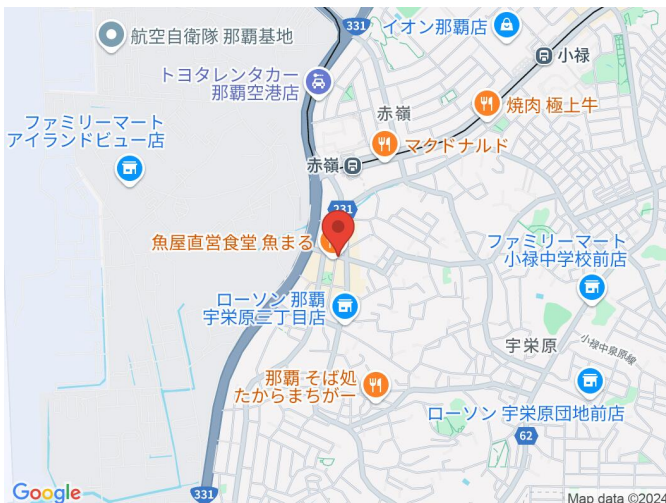 331
イオン那覇店
航空自衛隊 那覇基地
小禄
トヨタレンタカー
那覇空港店
焼肉 極上牛
赤嶺
ファミリーマート
アイランドビュー店
マクドナルド
赤嶺
231
魚屋直営食堂 魚まる
ファミリーマート
小禄中学校前店
ローソン 那覇
宇栄原二丁目店
宇栄原
小禄中泉原線
那覇 そば処
たからまちがー
ローソン 宇栄原団地前店
62
Google
331
Map data ©2024